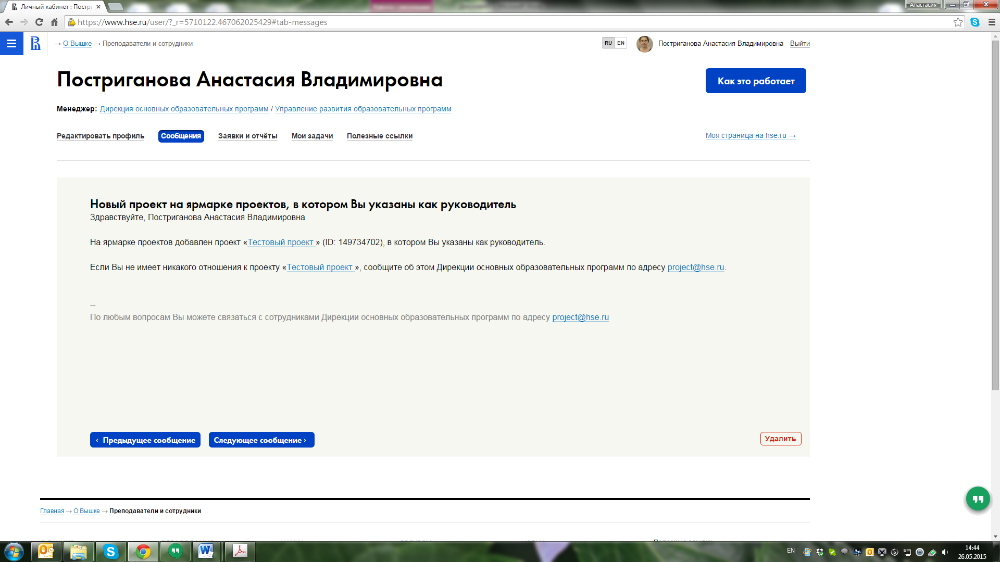 Личный кабинет : Постри
Анастасия
https://www.hse.ru/user/?_r=5710122.467062025429#tab-messages
→ О Вышке → Преподаватели и сотрудники
RU EN
Постриганова Анастасия Владимировна Выйти
Постриганова Анастасия Владимировна
Как это работает
Менеджер: Дирекция основных образовательных программ / Управление развития образовательных программ
Редактировать профиль Сообщения Заявки и отчёты Мои задачи Полезные ссылки
Моя страница на hse.ru →
Новый проект на ярмарке проектов, в котором Вы указаны как руководитель
Здравствуйте, Постриганова Анастасия Владимировна
На ярмарке проектов добавлен проект «Тестовый проект » (ID: 149734702), в котором Вы указаны как руководитель.
Если Вы не имеет никакого отношения к проекту «Тестовый проект », сообщите об этом Дирекции основных образовательных программ по адресу project@hse.ru.
--
По любым вопросам Вы можете связаться с сотрудниками Дирекции основных образовательных программ по адресу project@hse.ru
‹ Предыдущее сообщение Следующее сообщение ›
Удалить
Главная → О Вышке → Преподаватели и сотрудники
EN
14:44
26.05.2015